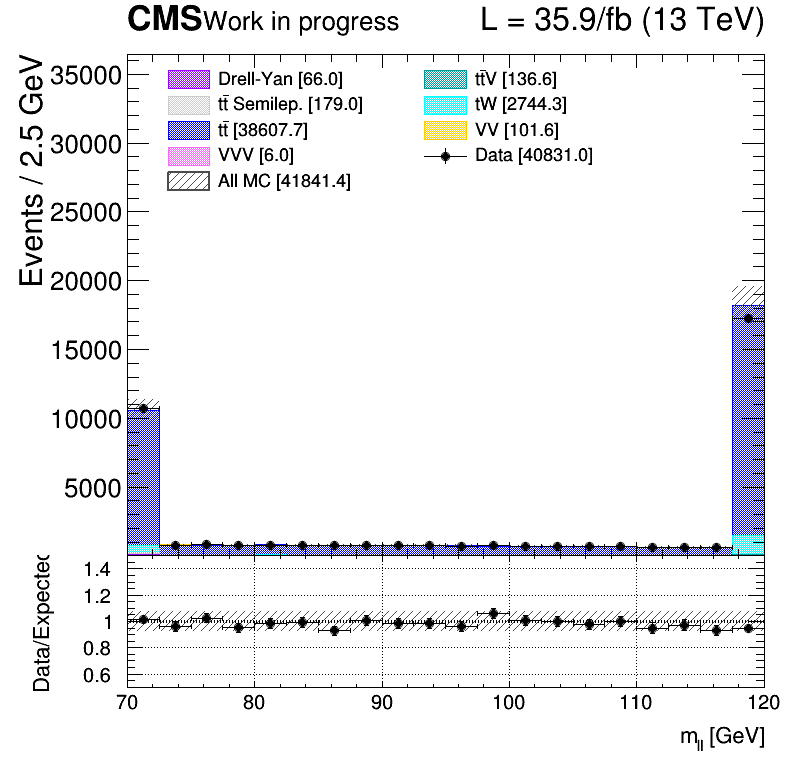 CMS Work in progress L = 35.9/fb (13 TeV)
Events / 2.5 GeV
35000
30000
25000
20000
15000
10000
5000
Drell-Yan [66.0]
tt̄ Semilep. [179.0]
tt̄ [38607.7]
VVV [6.0]
All MC [41841.4]
tt̄V [136.6]
tW [2744.3]
VV [101.6]
Data [40831.0]
Data/Expected
1.4
1.2
1
0.8
0.6
70 80 90 100 110 120
m_ll [GeV]